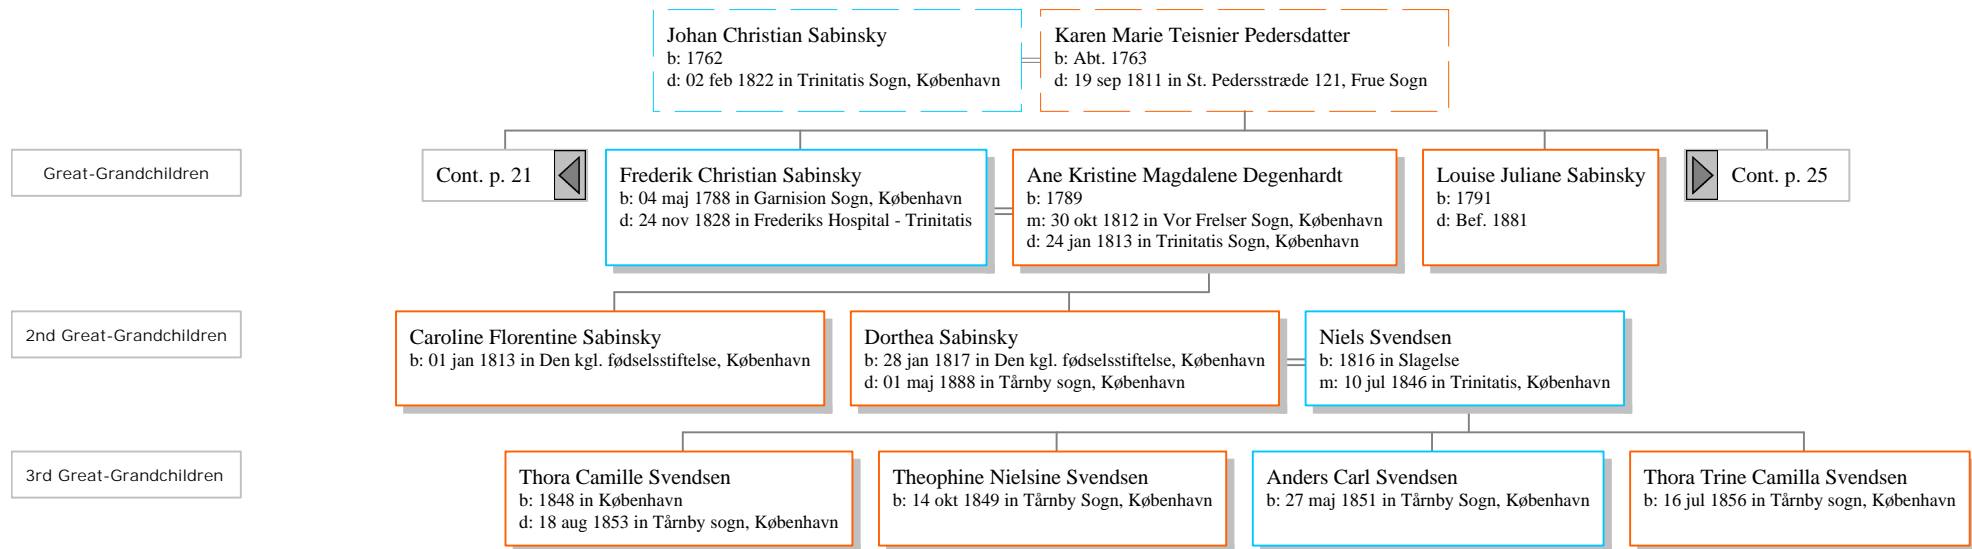 Johan Christian Sabinsky
b: 1762
d: 02 feb 1822 in Trinitatis Sogn, København
Karen Marie Teisnier Pedersdatter
b: Abt. 1763
d: 19 sep 1811 in St. Pedersstræde 121, Frue Sogn
Great-Grandchildren
Cont. p. 21
Frederik Christian Sabinsky
b: 04 maj 1788 in Garnision Sogn, København
d: 24 nov 1828 in Frederiks Hospital - Trinitatis
Ane Kristine Magdalene Degenhardt
b: 1789
m: 30 okt 1812 in Vor Frelser Sogn, København
d: 24 jan 1813 in Trinitatis Sogn, København
Louise Juliane Sabinsky
b: 1791
d: Bef. 1881
Cont. p. 25
2nd Great-Grandchildren
Caroline Florentine Sabinsky
b: 01 jan 1813 in Den kgl. fødselsstiftelse, København
Dorthea Sabinsky
b: 28 jan 1817 in Den kgl. fødselsstiftelse, København
d: 01 maj 1888 in Tårnby sogn, København
Niels Svendsen
b: 1816 in Slagelse
m: 10 jul 1846 in Trinitatis, København
3rd Great-Grandchildren
Thora Camille Svendsen
b: 1848 in København
d: 18 aug 1853 in Tårnby sogn, København
Theophine Nielsine Svendsen
b: 14 okt 1849 in Tårnby Sogn, København
Anders Carl Svendsen
b: 27 maj 1851 in Tårnby Sogn, København
Thora Trine Camilla Svendsen
b: 16 jul 1856 in Tårnby sogn, København